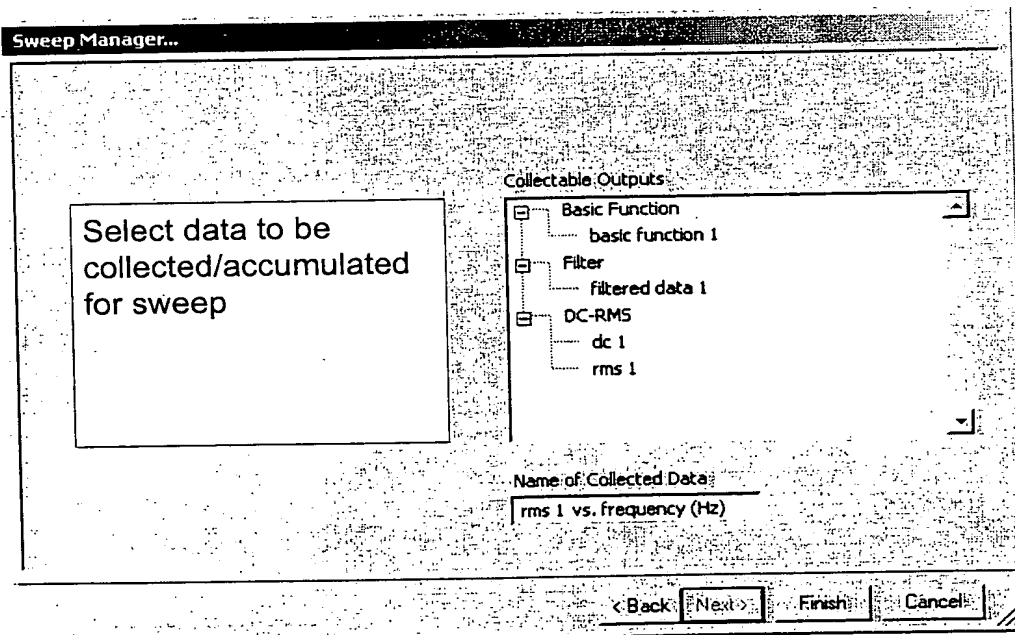 Sweep Manager...
Select data to be
collected/accumulated
for sweep
Collectable Outputs
Basic Function
basic function 1
Filter
filtered data 1
DC-RMS
dc 1
rms 1
Name of Collected Data
rms 1 vs. frequency (Hz)
< Back Next > Finish Cancel